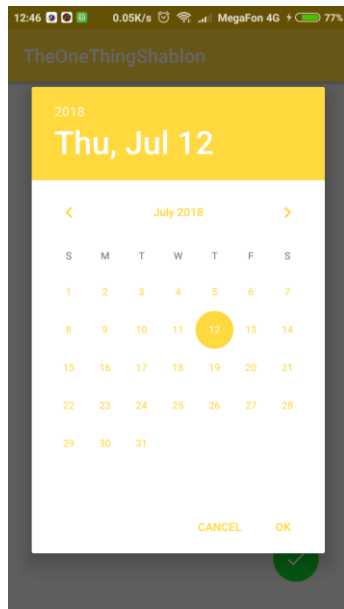 12:46 0.05K/s MegaFon 4G 77%
TheOneThingShablon
2018
Thu, Jul 12
July 2018
S M T W T F S
1 2 3 4 5 6 7
8 9 10 11 12 13 14
15 16 17 18 19 20 21
22 23 24 25 26 27 28
29 30 31
CANCEL OK